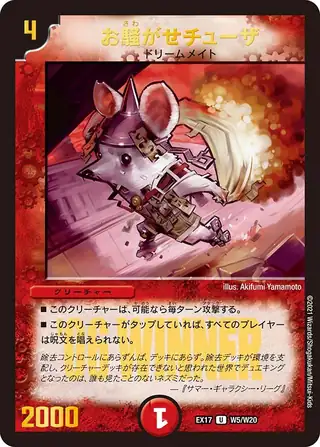 4
さわ
お騒がせチューザ
ドリームメイト
Illus. Akifumi Yamamoto
クリーチャー
■このクリーチャーは、可能なら毎ターン攻撃する。
■このクリーチャーがタップしていれば、すべてのプレイヤー
は呪文を唱えられない。
WINNER
除去コントロールにあらずんば、デッキにあらず。除去デッキが環境を支
配し、クリーチャーデッキが存在できないと思われた世界でデュエルキング
となったのは、誰も見たことのないネズミだった。
―『サマー・ギャラクシー・リーグ』
2000
1
EX17 U W5/W20
©2021 Wizards/Shogakukan/Mitsui-Kids